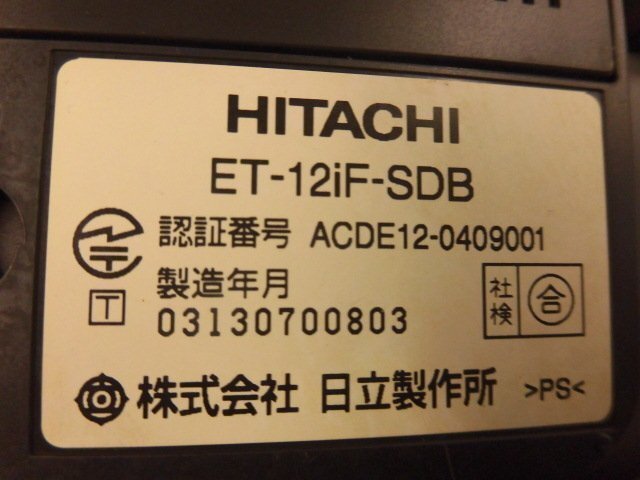 HITACHI
ET-12iF-SDB
認証番号 ACDE12-0409001
T
製造年月
03130700803
社検 合
株式会社 日立製作所 >PS<